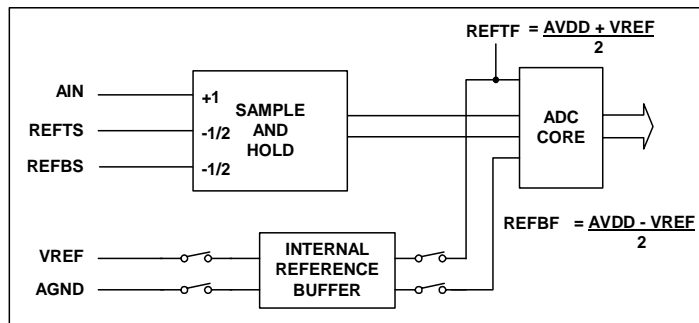 REFTF = AVDD + VREF
2
AIN
+1
SAMPLE
AND
HOLD
REFTS
-1/2
REFBS
-1/2
ADC
CORE
REFBF = AVDD - VREF
2
VREF
AGND
INTERNAL
REFERENCE
BUFFER